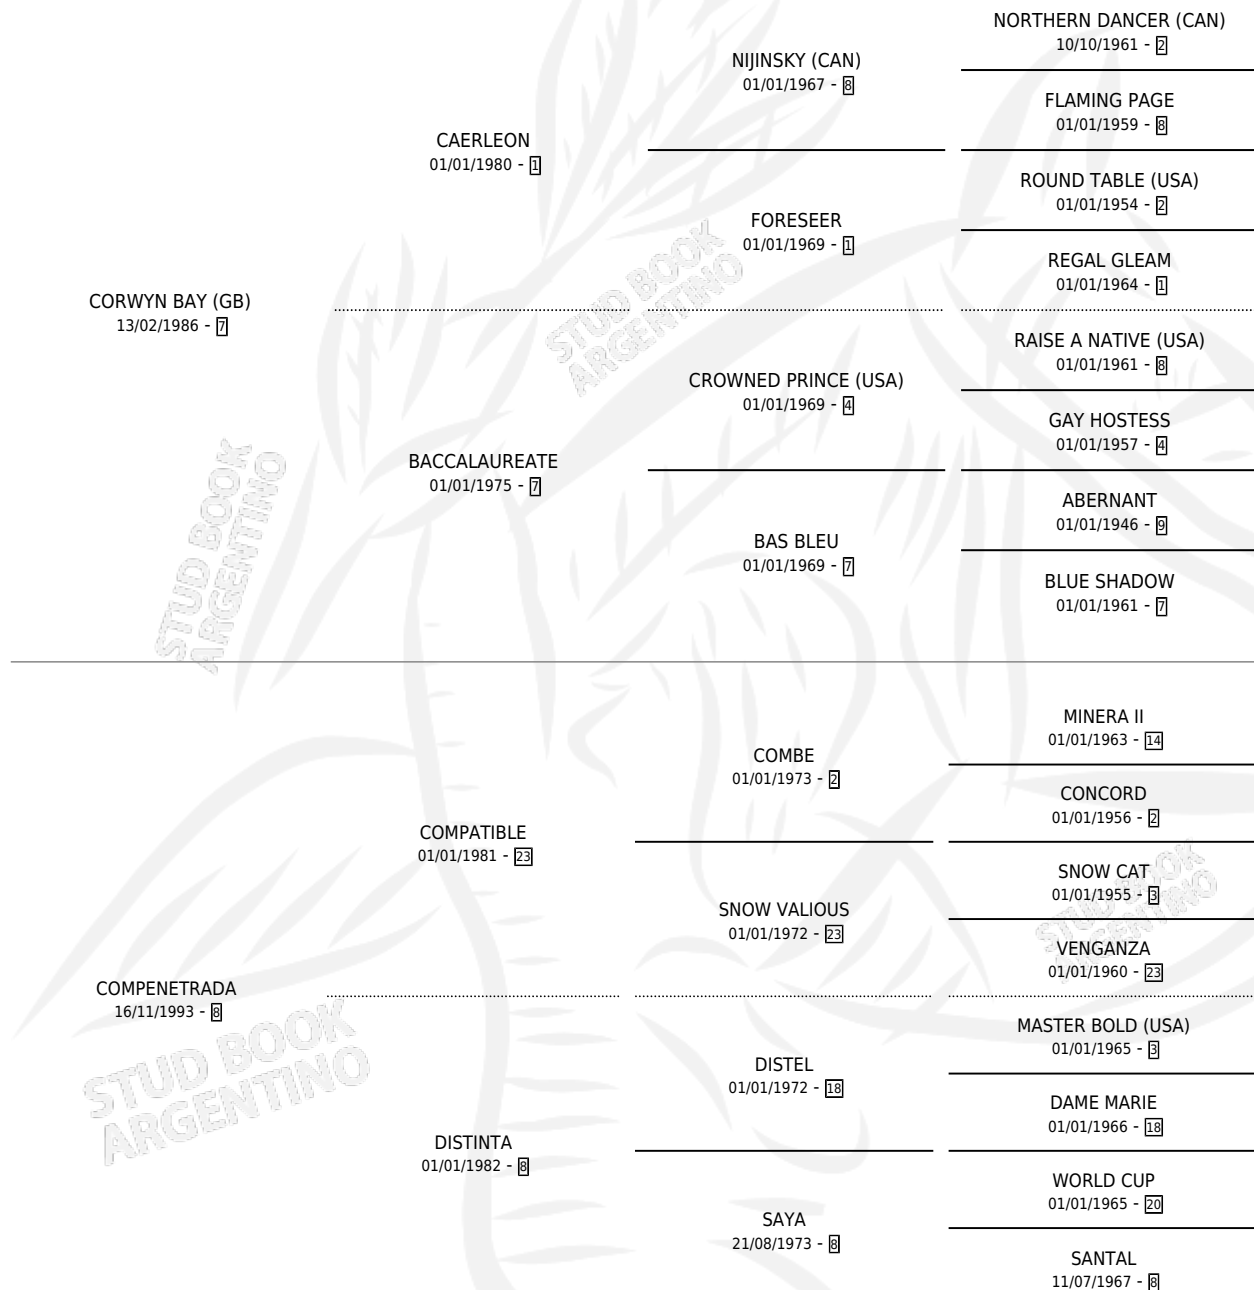 NORTHERN DANCER (CAN)
10/10/1961 - 2
NIJINSKY (CAN)
01/01/1967 - 8
FLAMING PAGE
01/01/1959 - 8
CAERLEON
01/01/1980 - 1
ROUND TABLE (USA)
01/01/1954 - 2
FORESEER
01/01/1969 - 1
REGAL GLEAM
01/01/1964 - 1
CORWYN BAY (GB)
13/02/1986 - 7
STUD BOOK
ARGENTINO
RAISE A NATIVE (USA)
01/01/1961 - 8
CROWNED PRINCE (USA)
01/01/1969 - 4
GAY HOSTESS
01/01/1957 - 4
BACCALAUREATE
01/01/1975 - 7
ABERNANT
01/01/1946 - 9
BAS BLEU
01/01/1969 - 7
BLUE SHADOW
01/01/1961 - 7
STUD BOOK
ARGENTINO
MINERA II
01/01/1963 - 14
COMBE
01/01/1973 - 2
CONCORD
01/01/1956 - 2
COMPATIBLE
01/01/1981 - 23
SNOW CAT
01/01/1955 - 3
SNOW VALIOUS
01/01/1972 - 23
VENGANZA
01/01/1960 - 23
STUD BOOK
ARGENTINO
COMPENETRADA
16/11/1993 - 8
MASTER BOLD (USA)
01/01/1965 - 3
DISTEL
01/01/1972 - 18
DAME MARIE
01/01/1966 - 18
STUD BOOK
ARGENTINO
DISTINTA
01/01/1982 - 8
WORLD CUP
01/01/1965 - 20
SAYA
21/08/1973 - 8
SANTAL
11/07/1967 - 8